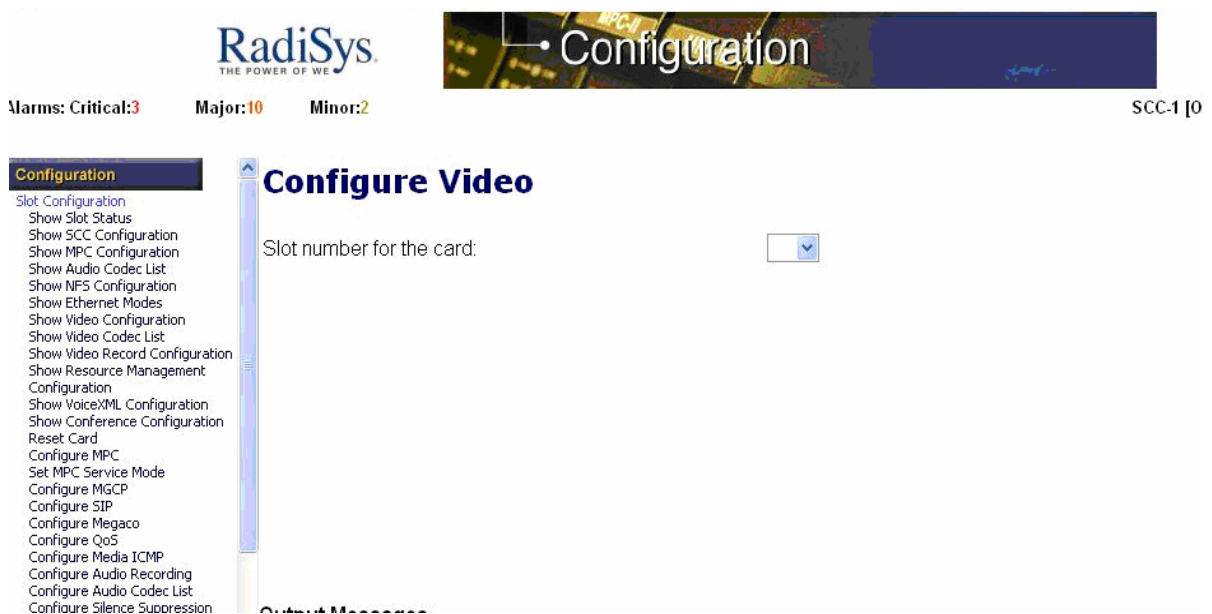 RadiSys.
THE POWER OF WE
MPC-II
Configuration
Alarms: Critical:3 Major:10 Minor:2
SCC-1 [0
Configuration
Slot Configuration
Show Slot Status
Show SCC Configuration
Show MPC Configuration
Show Audio Codec List
Show NFS Configuration
Show Ethernet Modes
Show Video Configuration
Show Video Codec List
Show Video Record Configuration
Show Resource Management
Configuration
Show VoiceXML Configuration
Show Conference Configuration
Reset Card
Configure MPC
Set MPC Service Mode
Configure MGCP
Configure SIP
Configure Megaco
Configure QoS
Configure Media ICMP
Configure Audio Recording
Configure Audio Codec List
Configure Silence Suppression
Configure Video
Slot number for the card:
Output Messages